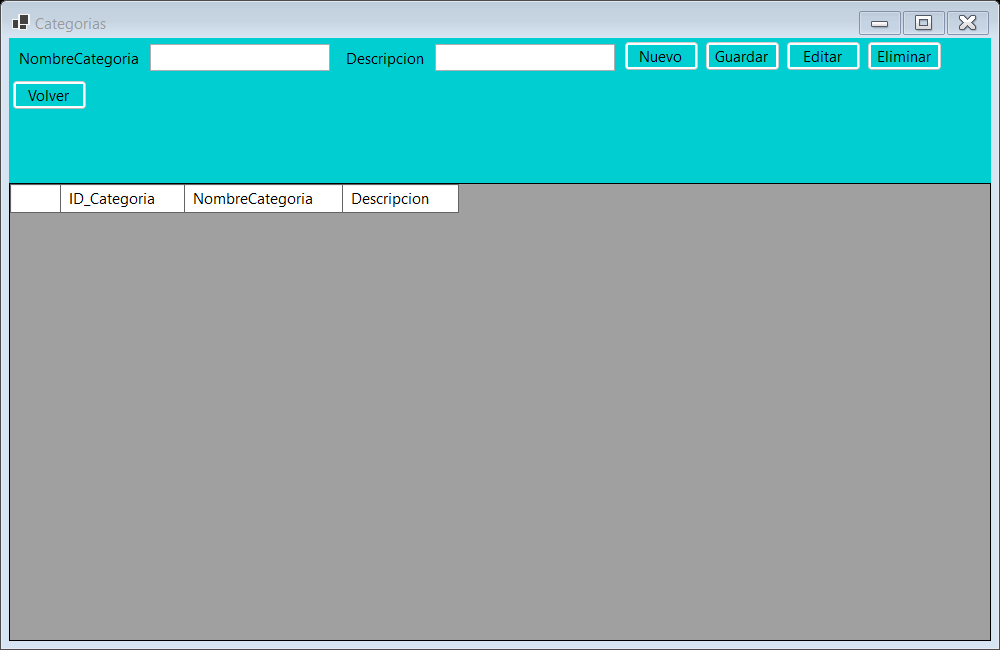 Categorias
NombreCategoria Descripcion Nuevo Guardar Editar Eliminar
Volver
ID_Categoria NombreCategoria Descripcion